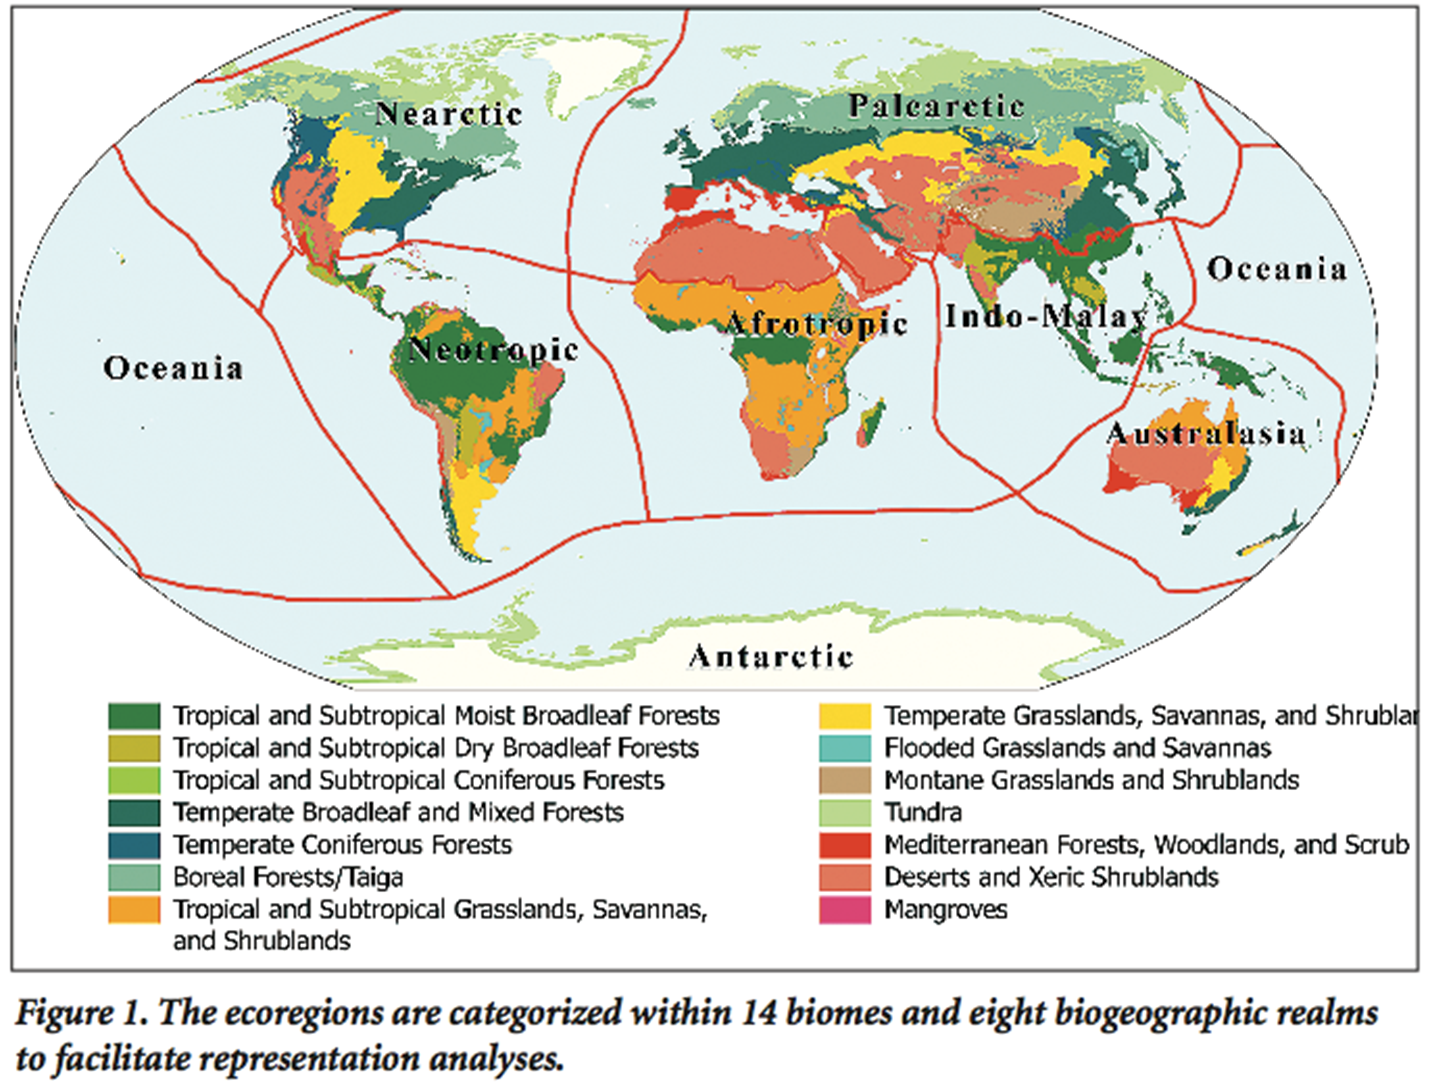 Nearctic
Palcaretic
Oceania
Neotropic
Afrotropic
Indo-Malay
Oceania
Australasia
Antarctic
Tropical and Subtropical Moist Broadleaf Forests
Tropical and Subtropical Dry Broadleaf Forests
Tropical and Subtropical Coniferous Forests
Temperate Broadleaf and Mixed Forests
Temperate Coniferous Forests
Boreal Forests/Taiga
Tropical and Subtropical Grasslands, Savannas,
and Shrublands
Temperate Grasslands, Savannas, and Shrublar
Flooded Grasslands and Savannas
Montane Grasslands and Shrublands
Tundra
Mediterranean Forests, Woodlands, and Scrub
Deserts and Xeric Shrublands
Mangroves
Figure 1. The ecoregions are categorized within 14 biomes and eight biogeographic realms
to facilitate representation analyses.